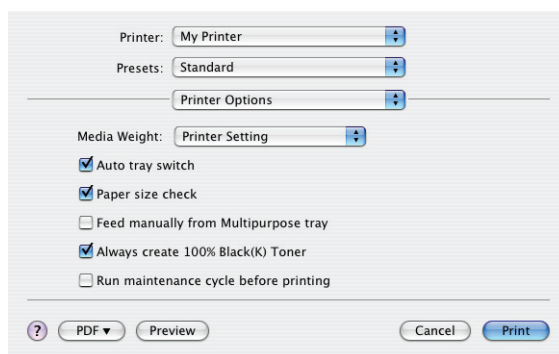 Printer: My Printer
Presets: Standard
Printer Options
Media Weight: Printer Setting
Auto tray switch
Paper size check
Feed manually from Multipurpose tray
Always create 100% Black(K) Toner
Run maintenance cycle before printing
? PDF ▼ Preview Cancel Print